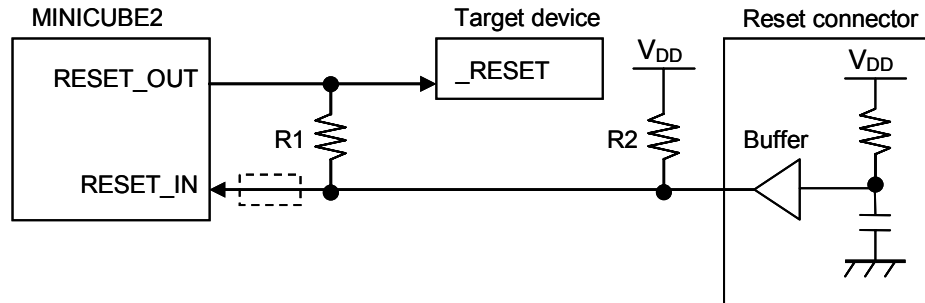 MINICUBE2
Target device
Reset connector
RESET_OUT
_RESET
VDD
VDD
R1
R2
Buffer
RESET_IN